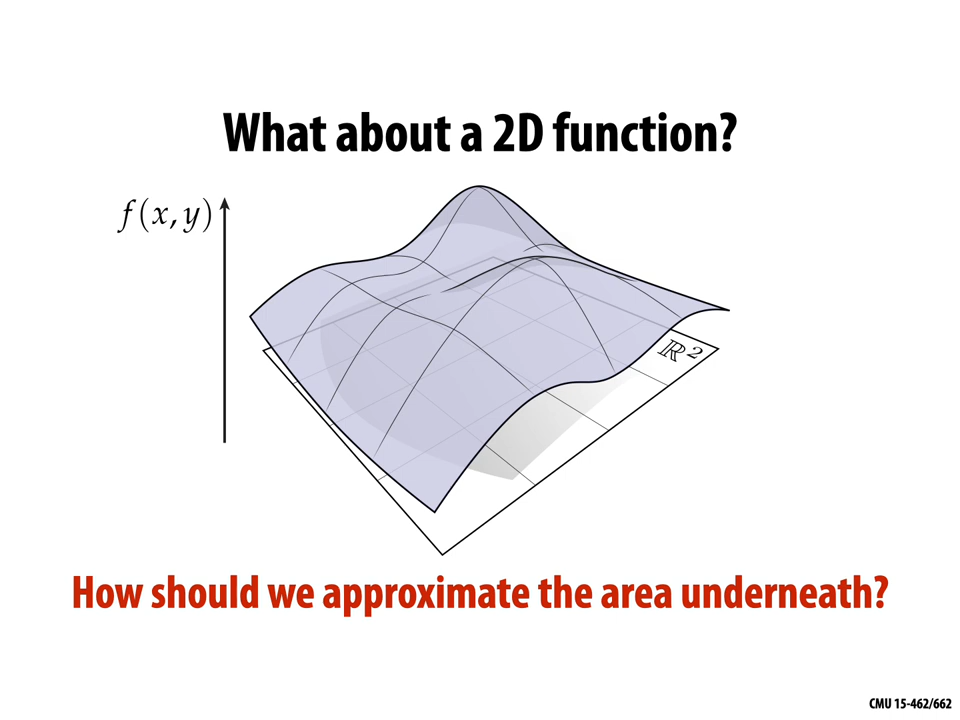 What about a 2D function?
f(x,y)
ℝ²
How should we approximate the area underneath?
CMU 15-462/662